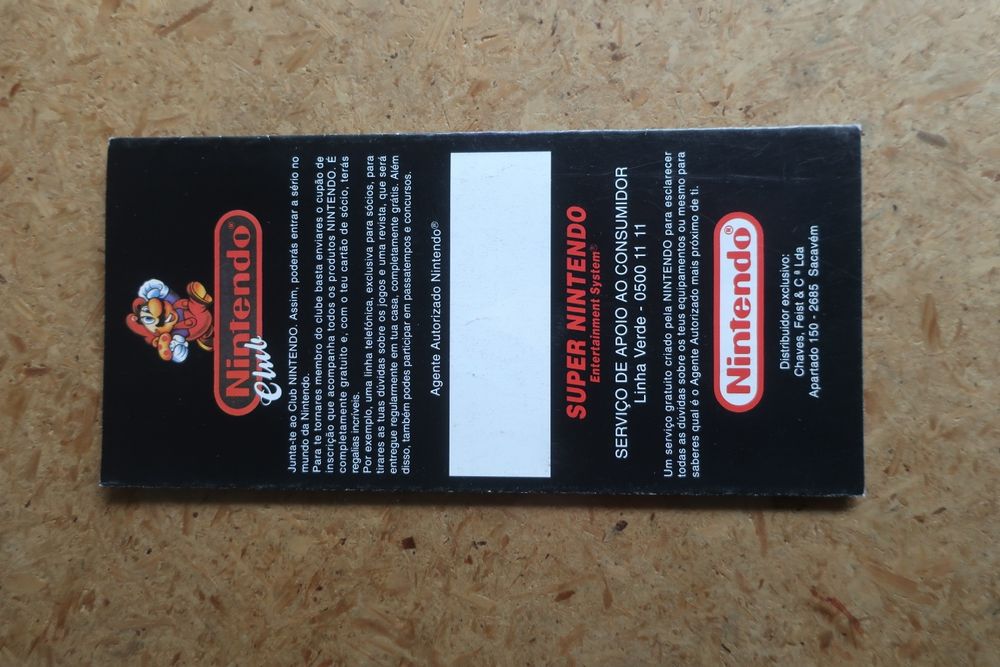 Nintendo®
Club
Junta-te ao Club NINTENDO. Assim, poderás entrar a sério no
mundo da Nintendo.
Para te tornares membro do clube basta enviares o cupão de
inscrição que acompanha todos os produtos NINTENDO. É
completamente gratuito e, com o teu cartão de sócio, terás
regalias incríveis.
Por exemplo, uma linha telefónica, exclusiva para sócios, para
tirares as tuas dúvidas sobre os jogos e uma revista, que será
entregue regularmente em tua casa, completamente grátis. Além
disso, também podes participar em passatempos e concursos.
Agente Autorizado Nintendo®
SUPER NINTENDO
Entertainment System®
SERVIÇO DE APOIO AO CONSUMIDOR
Linha Verde - 0500 11 11
Um serviço gratuito criado pela NINTENDO para esclarecer
todas as dúvidas sobre os teus equipamentos ou mesmo para
saberes qual é o Agente Autorizado mais próximo de ti.
Nintendo®
Distribuidor exclusivo:
Chaves, Feist & Cª Lda
Apartado 150 - 2685 Sacavém